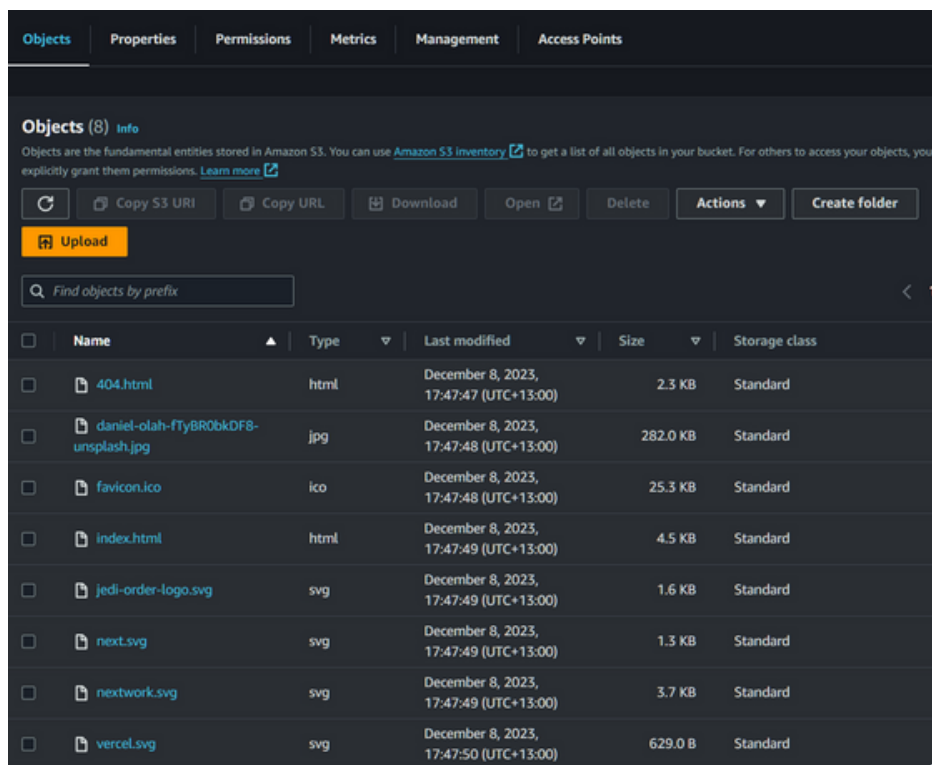 Objects Properties Permissions Metrics Management Access Points
Objects (8) Info
Objects are the fundamental entities stored in Amazon S3. You can use Amazon S3 inventory to get a list of all objects in your bucket. For others to access your objects, you
explicitly grant them permissions. Learn more
Copy S3 URI Copy URL Download Open Delete Actions Create folder
Upload
Find objects by prefix
Name Type Last modified Size Storage class
404.html html December 8, 2023, 17:47:47 (UTC+13:00) 2.3 KB Standard
daniel-olah-fTyBR0bkDF8-unsplash.jpg jpg December 8, 2023, 17:47:48 (UTC+13:00) 282.0 KB Standard
favicon.ico ico December 8, 2023, 17:47:48 (UTC+13:00) 25.3 KB Standard
index.html html December 8, 2023, 17:47:49 (UTC+13:00) 4.5 KB Standard
jedi-order-logo.svg svg December 8, 2023, 17:47:49 (UTC+13:00) 1.6 KB Standard
next.svg svg December 8, 2023, 17:47:49 (UTC+13:00) 1.3 KB Standard
nextwork.svg svg December 8, 2023, 17:47:49 (UTC+13:00) 3.7 KB Standard
vercel.svg svg December 8, 2023, 17:47:50 (UTC+13:00) 629.0 B Standard